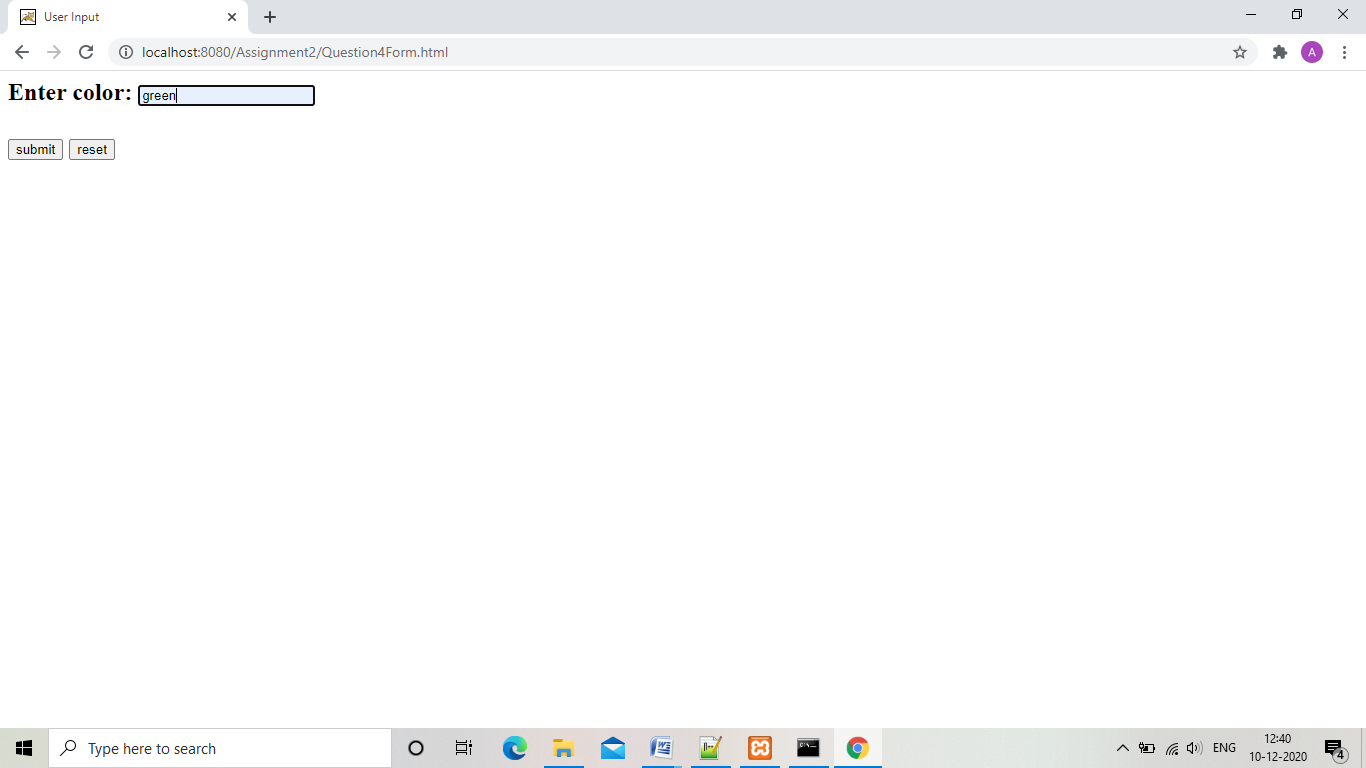 User Input
localhost:8080/Assignment2/Question4Form.html
A
Enter color: green
submit reset
Type here to search
ENG
12:40
10-12-2020
4